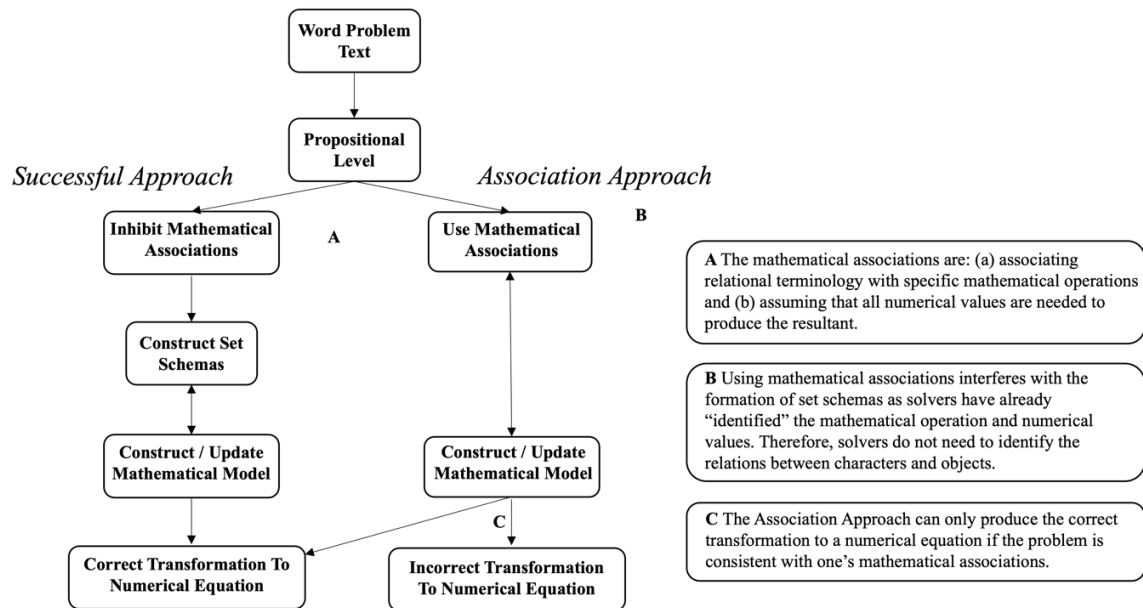 Word Problem
Text
Propositional
Level
Successful Approach
Association Approach
Inhibit Mathematical
Associations
A
Use Mathematical
Associations
B
Construct Set
Schemas
Construct / Update
Mathematical Model
Construct / Update
Mathematical Model
C
Correct Transformation To
Numerical Equation
Incorrect Transformation
To Numerical Equation
A The mathematical associations are: (a) associating
relational terminology with specific mathematical operations
and (b) assuming that all numerical values are needed to
produce the resultant.
B Using mathematical associations interferes with the
formation of set schemas as solvers have already
“identified” the mathematical operation and numerical
values. Therefore, solvers do not need to identify the
relations between characters and objects.
C The Association Approach can only produce the correct
transformation to a numerical equation if the problem is
consistent with one’s mathematical associations.